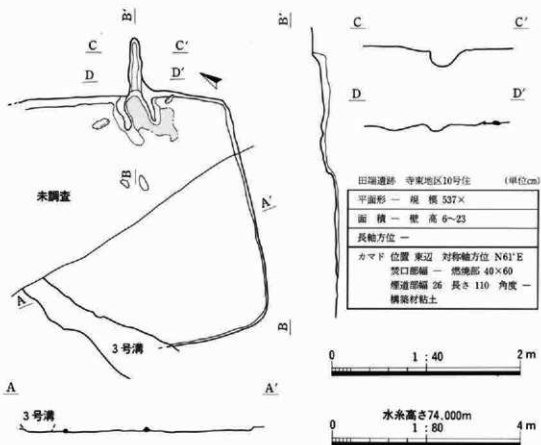 B'
C C'
D D'
B
未調査
A'
A
3号溝
A A'
3号溝
B'
B
C C'
D D'
田端遺跡 寺東地区10号住 (単位cm)
平面形 ー 規 模 537×
面 積 ー 壁 高 6~23
長軸方位 ー
カマド 位置 東辺 対称軸方位 N61°E
焚口部幅 ー 燃焼部 40×60
煙道部幅 26 長さ 110 角度 ー
構築材粘土
0 1:40 2m
水糸高さ74.000m
0 1:80 4m